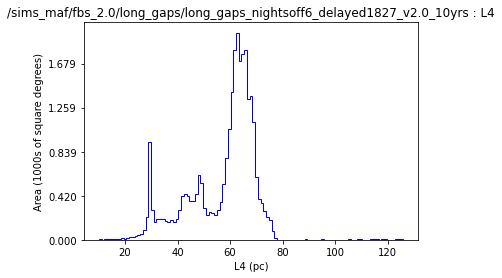 /sims_maf/fbs_2.0/long_gaps/long_gaps_nightsoff6_delayed1827_v2.0_10yrs : L4
Area (1000s of square degrees)
1.679
1.259
0.839
0.420
0.000
20 40 60 80 100 120
L4 (pc)